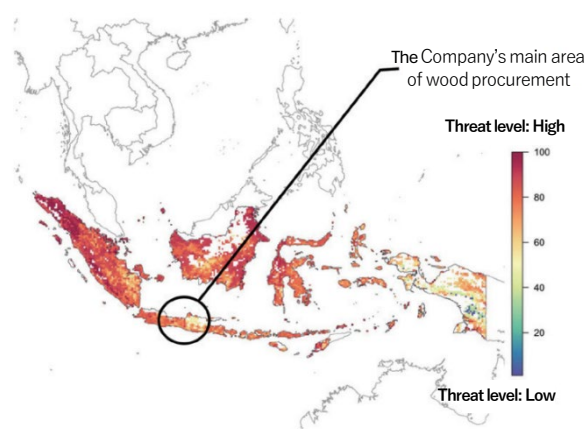 The Company's main area
of wood procurement
Threat level: High
100
80
60
40
20
Threat level: Low